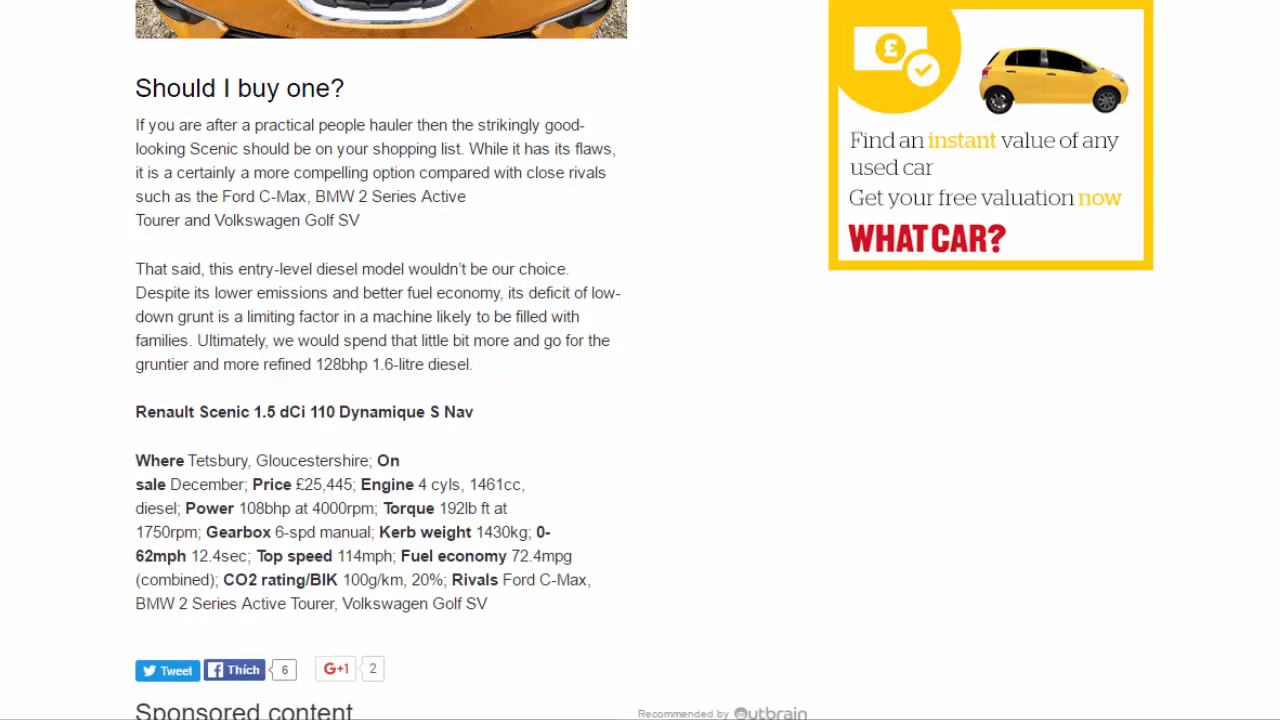 Should I buy one?
If you are after a practical people hauler then the strikingly good-
looking Scenic should be on your shopping list. While it has its flaws,
it is a certainly a more compelling option compared with close rivals
such as the Ford C-Max, BMW 2 Series Active
Tourer and Volkswagen Golf SV
That said, this entry-level diesel model wouldn’t be our choice.
Despite its lower emissions and better fuel economy, its deficit of low-
down grunt is a limiting factor in a machine likely to be filled with
families. Ultimately, we would spend that little bit more and go for the
gruntier and more refined 128bhp 1.6-litre diesel.
Renault Scenic 1.5 dCi 110 Dynamique S Nav
Where Tetsbury, Gloucestershire; On
sale December; Price £25,445; Engine 4 cyls, 1461cc,
diesel; Power 108bhp at 4000rpm; Torque 192lb ft at
1750rpm; Gearbox 6-spd manual; Kerb weight 1430kg; 0-
62mph 12.4sec; Top speed 114mph; Fuel economy 72.4mpg
(combined); CO2 rating/BIK 100g/km, 20%; Rivals Ford C-Max,
BMW 2 Series Active Tourer, Volkswagen Golf SV
Tweet Thích 6 G+1 2
Sponsored content
Recommended by Outbrain
£
Find an instant value of any
used car
Get your free valuation now
WHAT CAR?